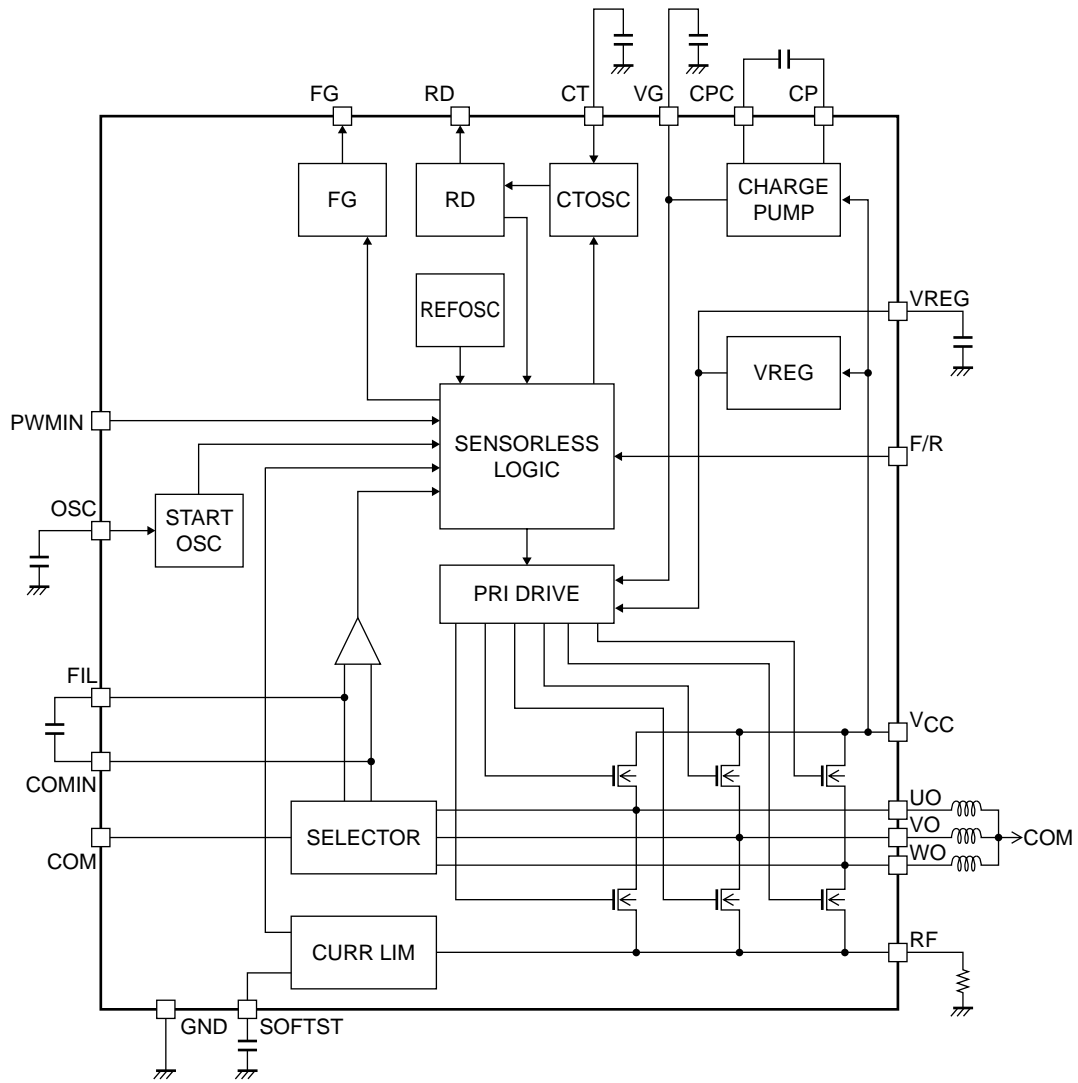 FG
RD
CT
VG
CPC
CP
FG
RD
CTOSC
CHARGE
PUMP
REFOSC
VREG
VREG
PWMIN
SENSORLESS
LOGIC
F/R
OSC
START
OSC
PRI DRIVE
FIL
VCC
COMIN
UO
COM
SELECTOR
VO
COM
WO
CURR LIM
RF
GND
SOFTST